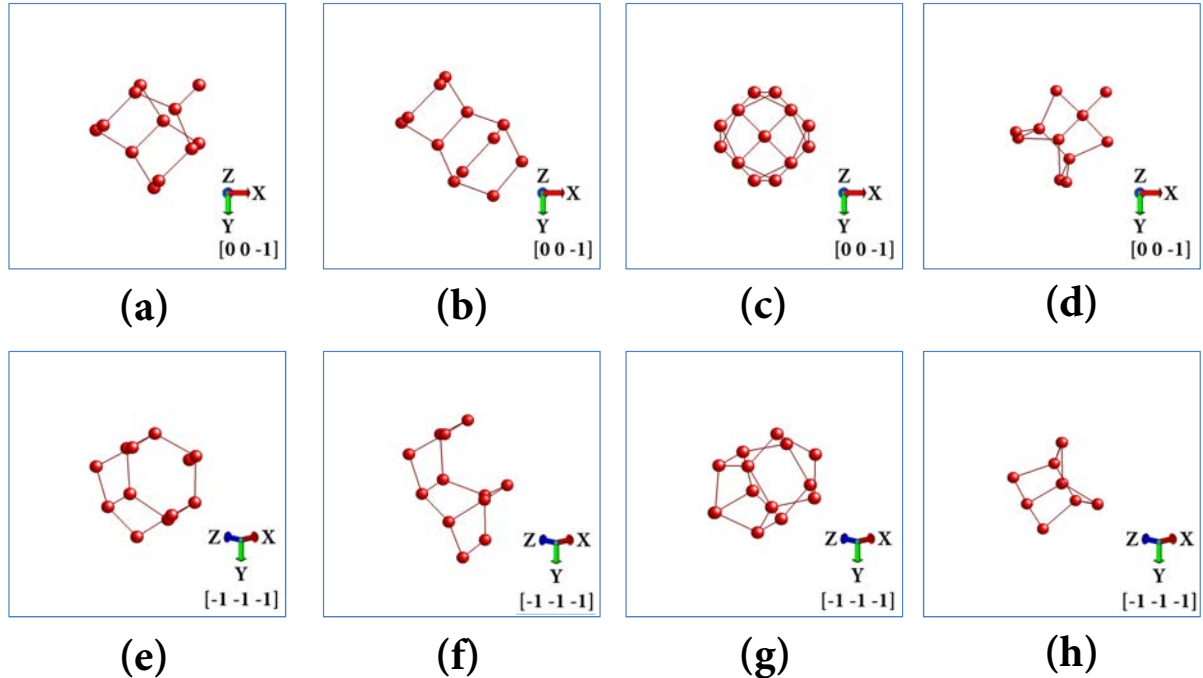 Z
X
Y
[0 0 -1]
Z
X
Y
[0 0 -1]
Z
X
Y
[0 0 -1]
Z
X
Y
[0 0 -1]
(a)
(b)
(c)
(d)
Z X
Y
[-1 -1 -1]
Z X
Y
[-1 -1 -1]
Z X
Y
[-1 -1 -1]
Z X
Y
[-1 -1 -1]
(e)
(f)
(g)
(h)